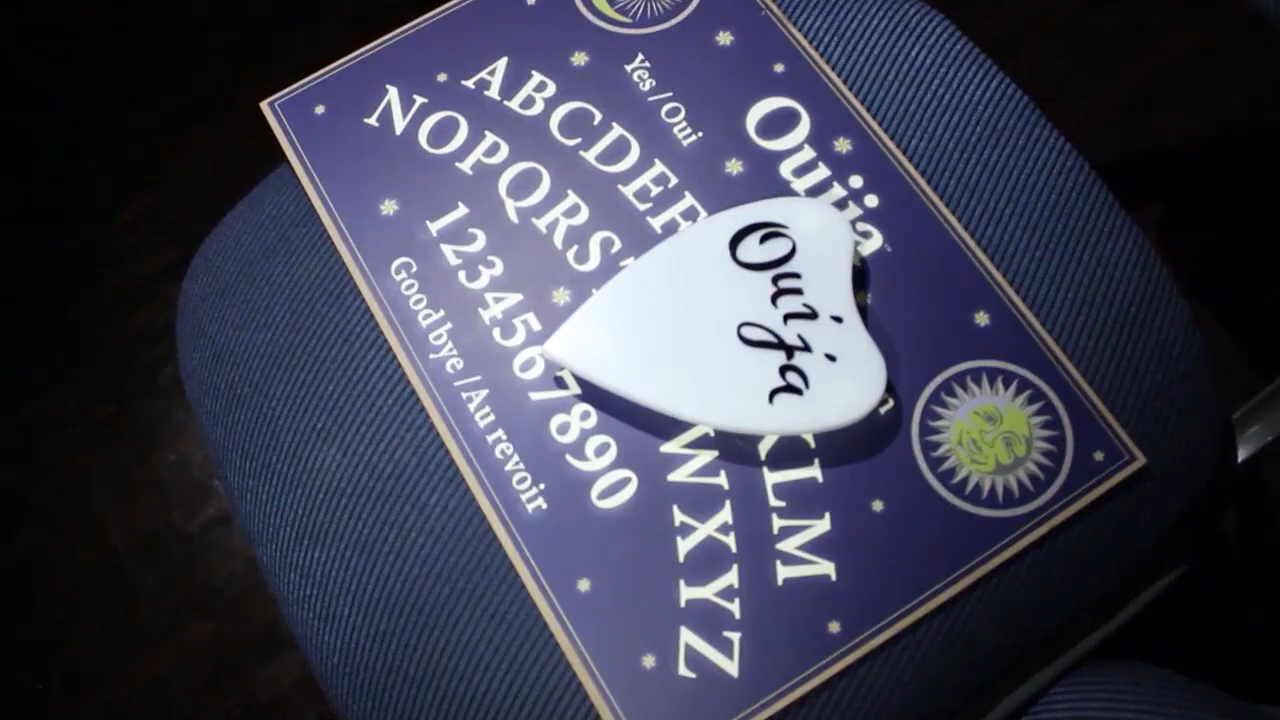 Ouija
Yes / Oui
ABCDEF
KLM
NOPQRS
WXYZ
1234567890
Goodbye / Au revoir
Ouija